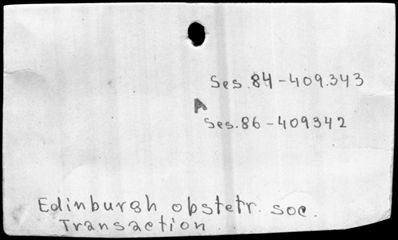 Ses. 84 - 409.343
A
Ses. 86 - 409342
Edinburgh obstetr. soc.
Transaction